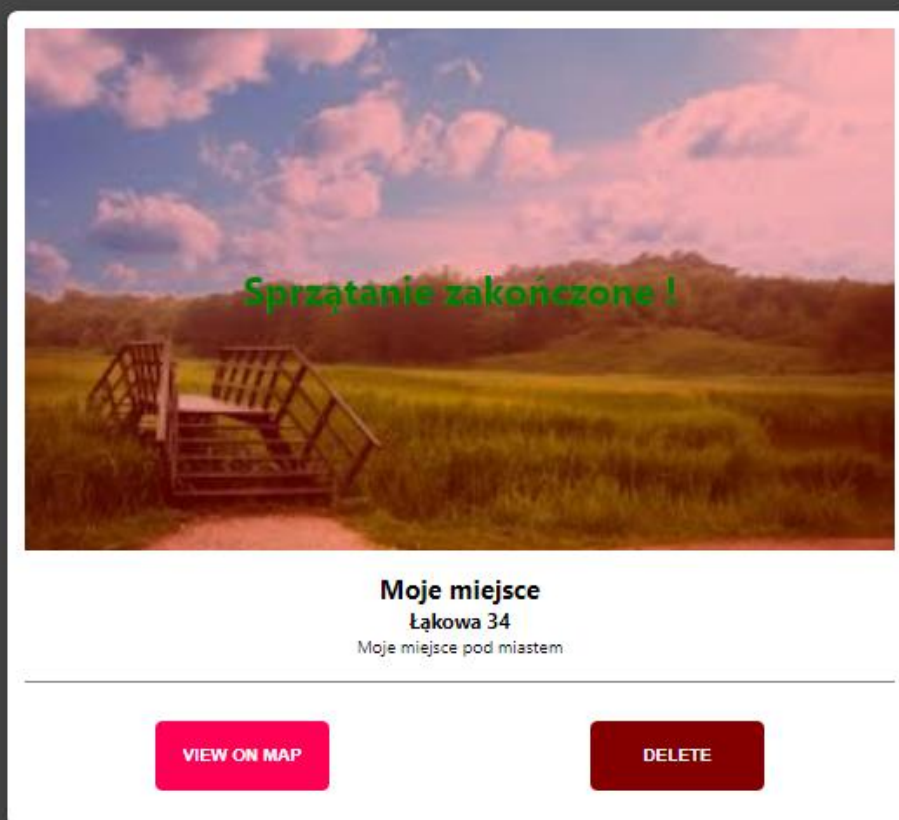 Sprzątanie zakończone !
Moje miejsce
Łąkowa 34
Moje miejsce pod miastem
VIEW ON MAP
DELETE